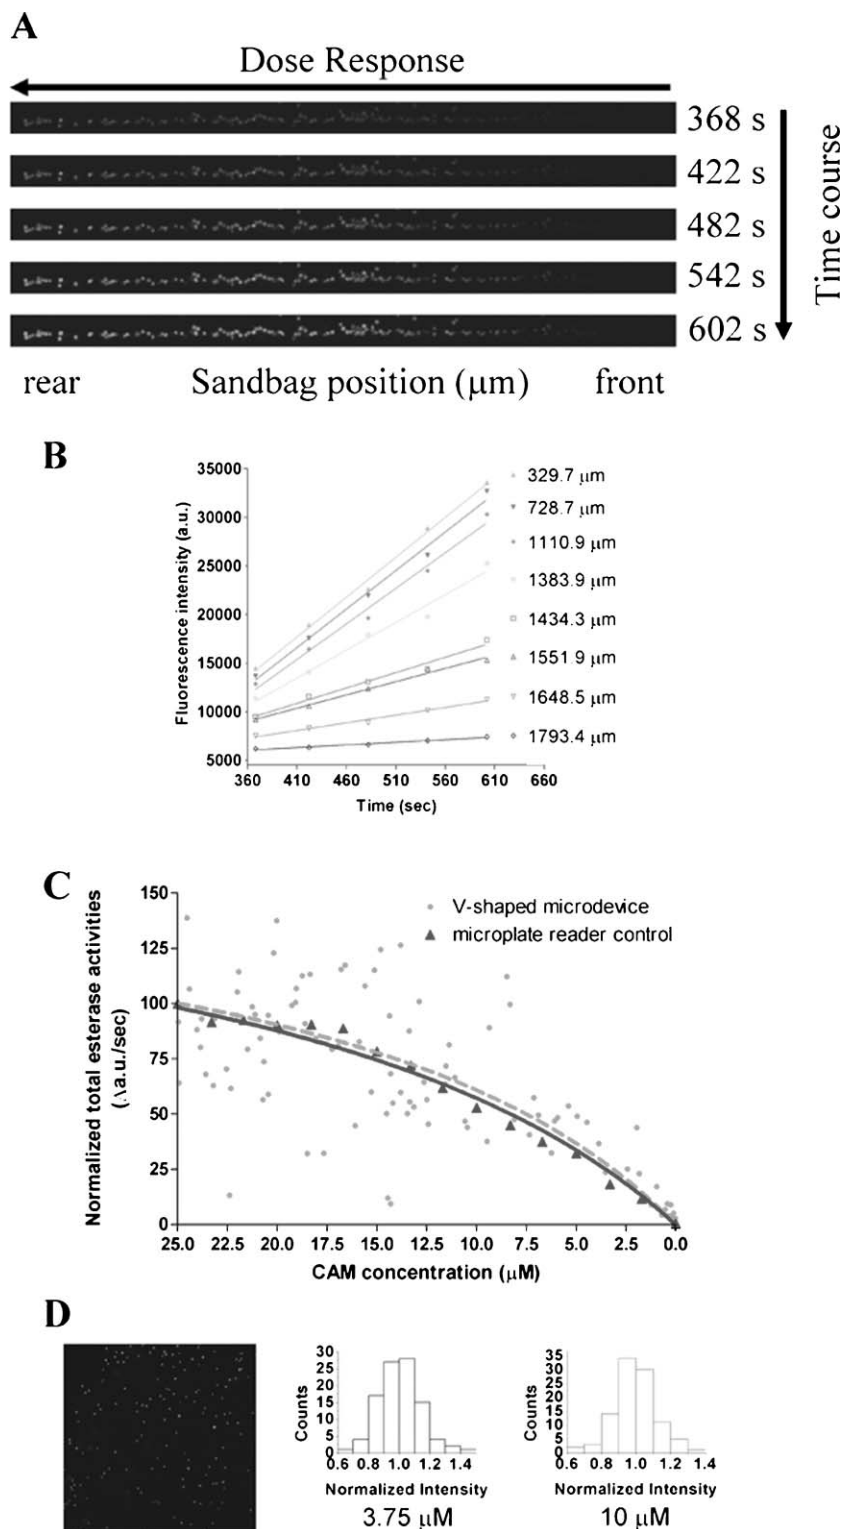 A
Dose Response
368 s
422 s
482 s
542 s
602 s
Time course
rear Sandbag position (μm) front
B
Fluorescence intensity (a.u.)
35000
30000
25000
20000
15000
10000
5000
360 410 460 510 560 610 660
Time (sec)
329.7 μm
728.7 μm
1110.9 μm
1383.9 μm
1434.3 μm
1551.9 μm
1648.5 μm
1793.4 μm
C
Normalized total esterase activities
(Δa.u./sec)
150
125
100
75
50
25
0
V-shaped microdevice
microplate reader control
25.0 22.5 20.0 17.5 15.0 12.5 10.0 7.5 5.0 2.5 0.0
CAM concentration (μM)
D
Counts
30
25
20
15
10
5
0
0.6 0.8 1.0 1.2 1.4
Normalized Intensity
3.75 μM
Counts
35
30
25
20
15
10
5
0
0.6 0.8 1.0 1.2 1.4
Normalized Intensity
10 μM